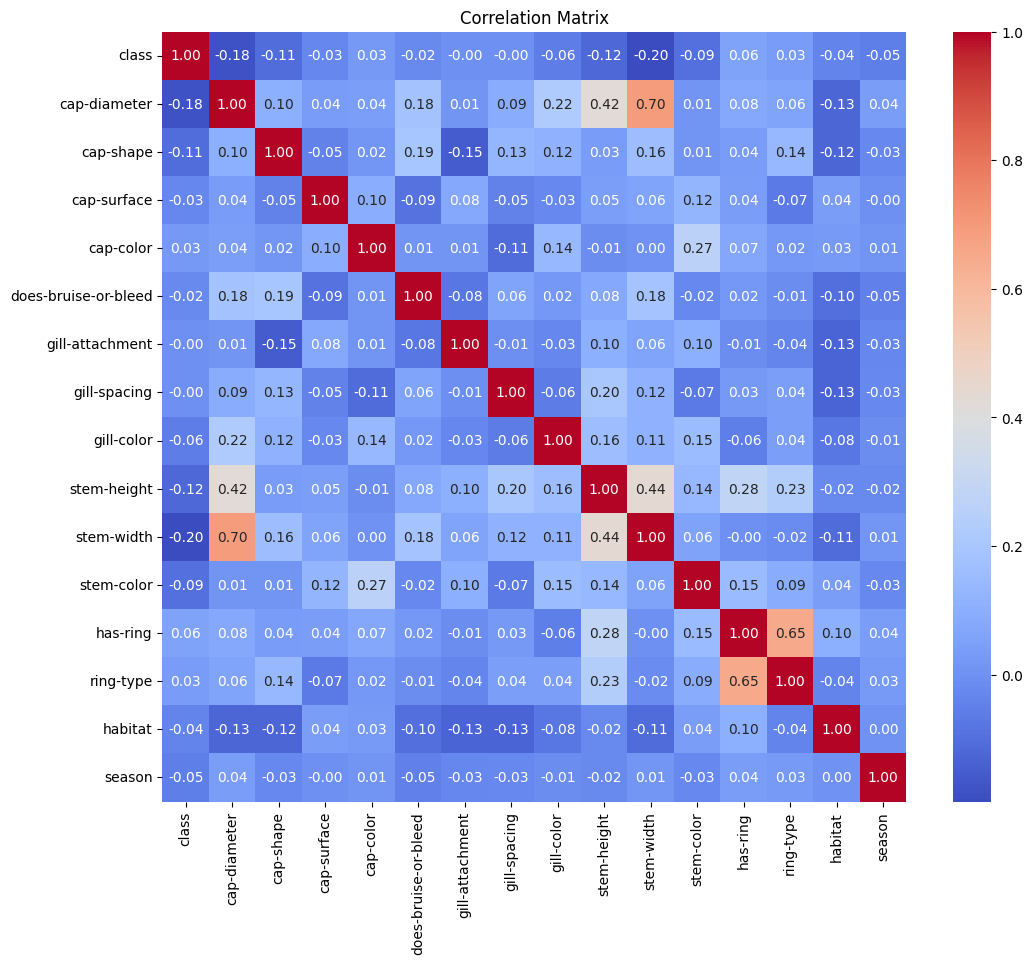 Correlation Matrix
class 1.00 -0.18 -0.11 -0.03 0.03 -0.02 -0.00 -0.00 -0.06 -0.12 -0.20 -0.09 0.06 0.03 -0.04 -0.05
cap-diameter -0.18 1.00 0.10 0.04 0.04 0.18 0.01 0.09 0.22 0.42 0.70 0.01 0.08 0.06 -0.13 0.04
cap-shape -0.11 0.10 1.00 -0.05 0.02 0.19 -0.15 0.13 0.12 0.03 0.16 0.01 0.04 0.14 -0.12 -0.03
cap-surface -0.03 0.04 -0.05 1.00 0.10 -0.09 0.08 -0.05 -0.03 0.05 0.06 0.12 0.04 -0.07 0.04 -0.00
cap-color 0.03 0.04 0.02 0.10 1.00 0.01 0.01 -0.11 0.14 -0.01 0.00 0.27 0.07 0.02 0.03 0.01
does-bruise-or-bleed -0.02 0.18 0.19 -0.09 0.01 1.00 -0.08 0.06 0.02 0.08 0.18 -0.02 0.02 -0.01 -0.10 -0.05
gill-attachment -0.00 0.01 -0.15 0.08 0.01 -0.08 1.00 -0.01 -0.03 0.10 0.06 0.10 -0.01 -0.04 -0.13 -0.03
gill-spacing -0.00 0.09 0.13 -0.05 -0.11 0.06 -0.01 1.00 -0.06 0.20 0.12 -0.07 0.03 0.04 -0.13 -0.03
gill-color -0.06 0.22 0.12 -0.03 0.14 0.02 -0.03 -0.06 1.00 0.16 0.11 0.15 -0.06 0.04 -0.08 -0.01
stem-height -0.12 0.42 0.03 0.05 -0.01 0.08 0.10 0.20 0.16 1.00 0.44 0.14 0.28 0.23 -0.02 -0.02
stem-width -0.20 0.70 0.16 0.06 0.00 0.18 0.06 0.12 0.11 0.44 1.00 0.06 -0.00 -0.02 -0.11 0.01
stem-color -0.09 0.01 0.01 0.12 0.27 -0.02 0.10 -0.07 0.15 0.14 0.06 1.00 0.15 0.09 0.04 -0.03
has-ring 0.06 0.08 0.04 0.04 0.07 0.02 -0.01 0.03 -0.06 0.28 -0.00 0.15 1.00 0.65 0.10 0.04
ring-type 0.03 0.06 0.14 -0.07 0.02 -0.01 -0.04 0.04 0.04 0.23 -0.02 0.09 0.65 1.00 -0.04 0.03
habitat -0.04 -0.13 -0.12 0.04 0.03 -0.10 -0.13 -0.13 -0.08 -0.02 -0.11 0.04 0.10 -0.04 1.00 0.00
season -0.05 0.04 -0.03 -0.00 0.01 -0.05 -0.03 -0.03 -0.01 -0.02 0.01 -0.03 0.04 0.03 0.00 1.00
class
cap-diameter
cap-shape
cap-surface
cap-color
does-bruise-or-bleed
gill-attachment
gill-spacing
gill-color
stem-height
stem-width
stem-color
has-ring
ring-type
habitat
season
1.0
0.8
0.6
0.4
0.2
0.0